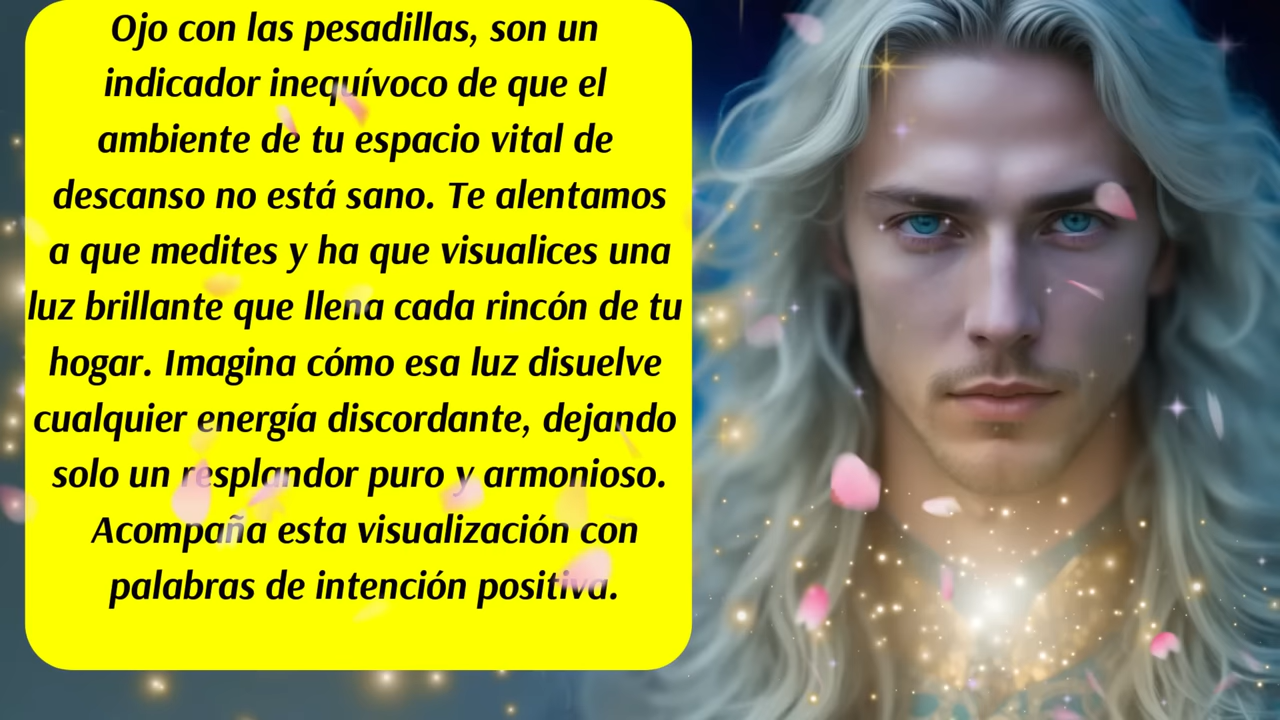 Ojo con las pesadillas, son un
indicador inequívoco de que el
ambiente de tu espacio vital de
descanso no está sano. Te alentamos
a que medites y ha que visualices una
luz brillante que llena cada rincón de tu
hogar. Imagina cómo esa luz disuelve
cualquier energía discordante, dejando
solo un resplandor puro y armonioso.
Acompaña esta visualización con
palabras de intención positiva.